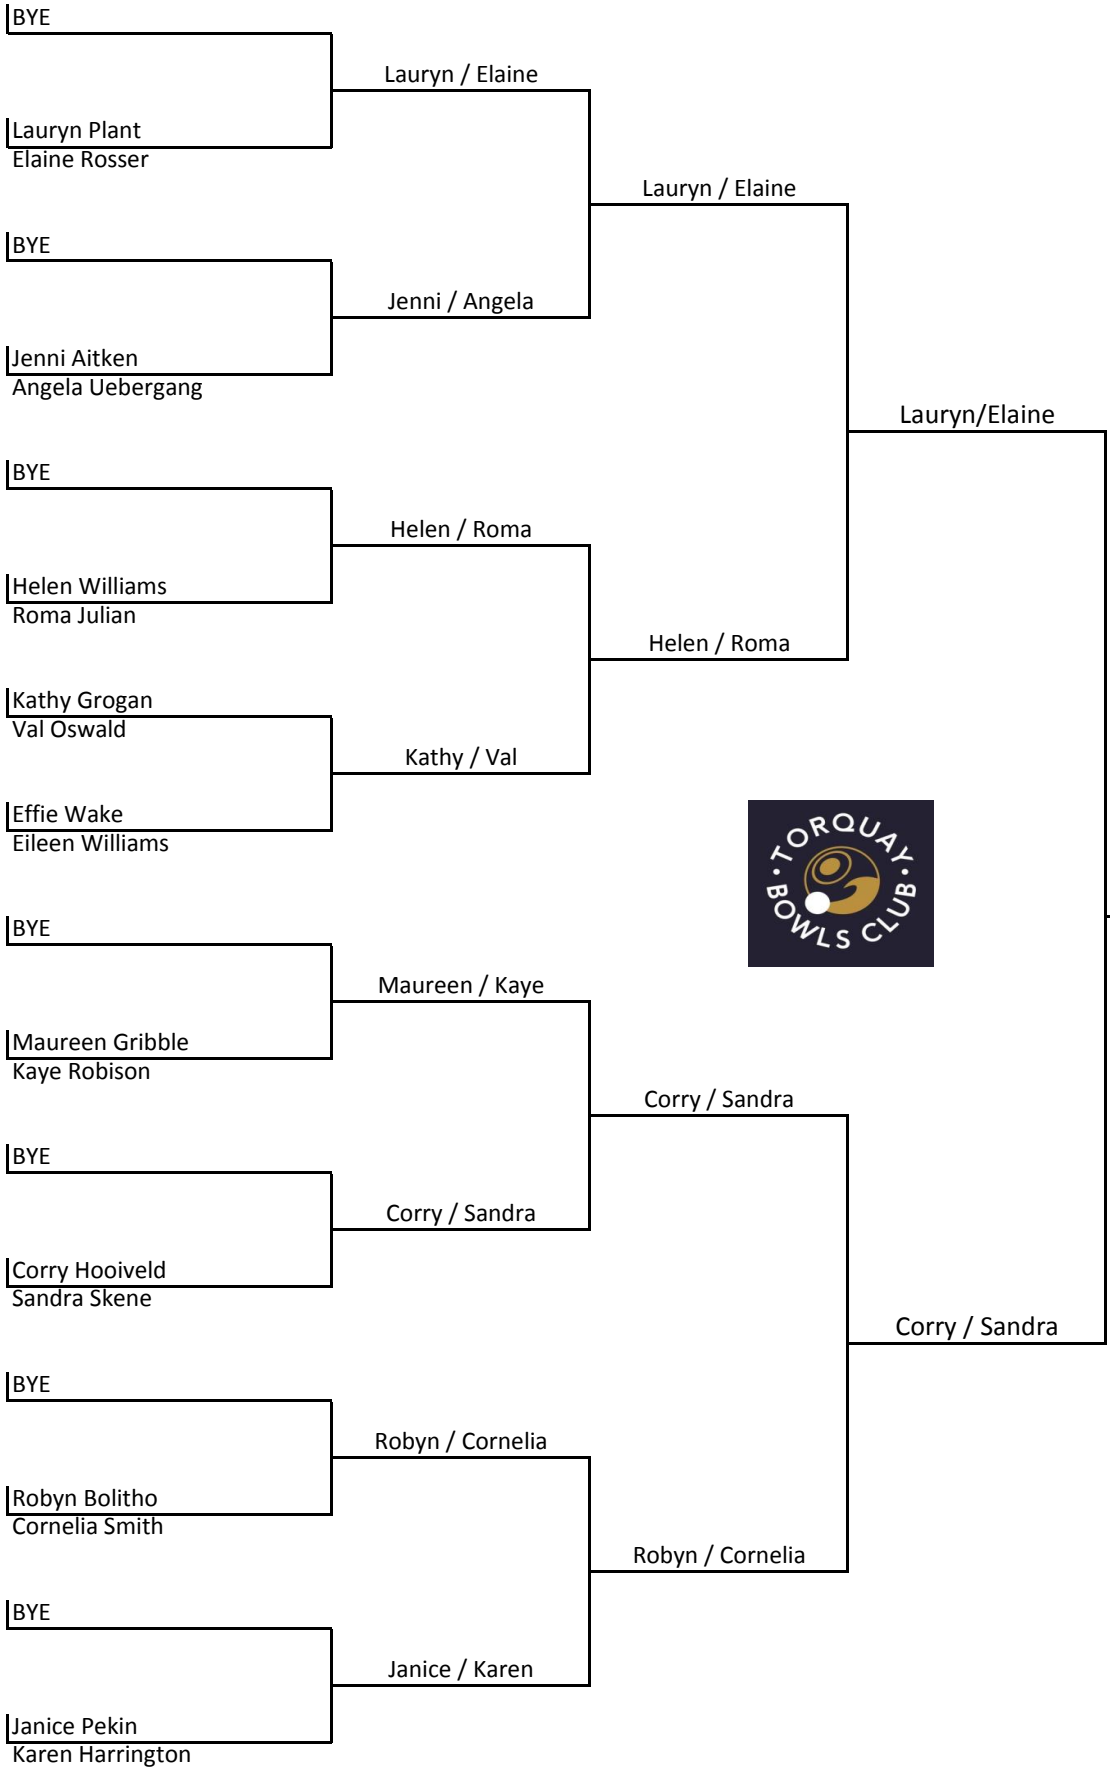 BYE
Lauryn / Elaine
Lauryn Plant
Elaine Rosser
Lauryn / Elaine
BYE
Jenni / Angela
Jenni Aitken
Angela Uebergang
Lauryn/Elaine
BYE
Helen / Roma
Helen Williams
Roma Julian
Helen / Roma
Kathy Grogan
Val Oswald
Kathy / Val
Effie Wake
Eileen Williams
TORQUAY
BOWLS CLUB
BYE
Maureen / Kaye
Maureen Gribble
Kaye Robison
Corry / Sandra
BYE
Corry / Sandra
Corry Hooiveld
Sandra Skene
Corry / Sandra
BYE
Robyn / Cornelia
Robyn Bolitho
Cornelia Smith
Robyn / Cornelia
BYE
Janice / Karen
Janice Pekin
Karen Harrington